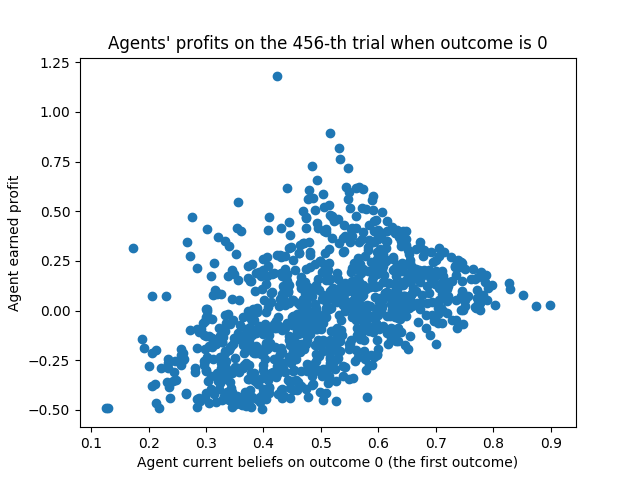 Agents' profits on the 456-th trial when outcome is 0
1.25
1.00
0.75
0.50
0.25
0.00
−0.25
−0.50
Agent earned profit
0.1 0.2 0.3 0.4 0.5 0.6 0.7 0.8 0.9
Agent current beliefs on outcome 0 (the first outcome)